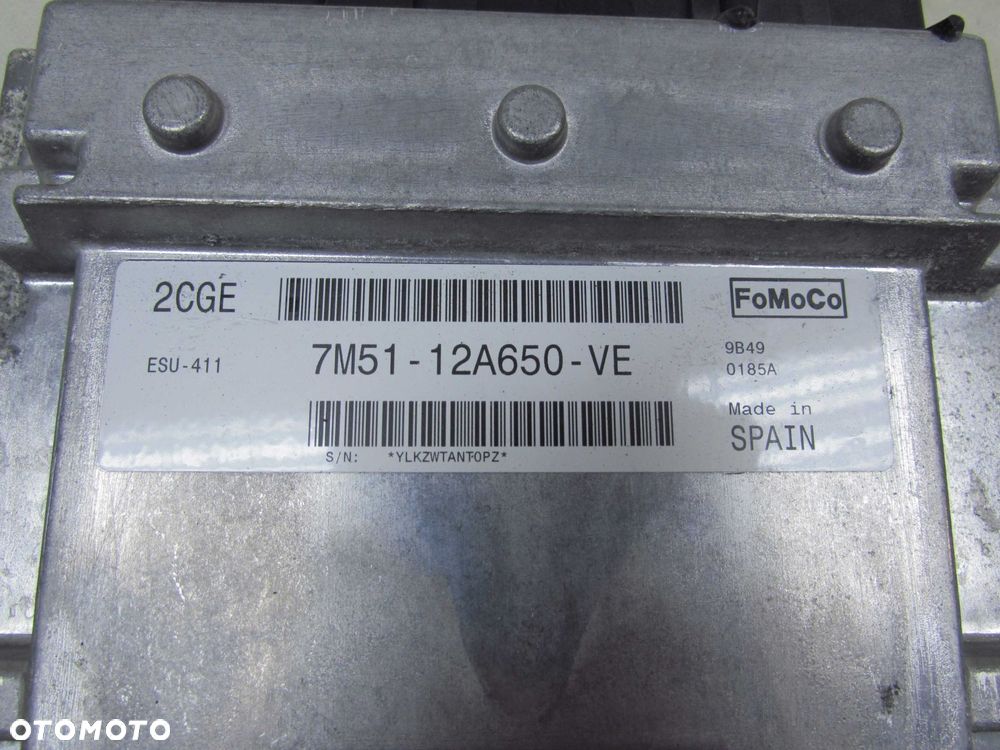 2CGE
FoMoCo
ESU-411
7M51-12A650-VE
9B49
0185A
Made in
SPAIN
S/N: *YLKZWTANT0PZ*
OTOMOTO